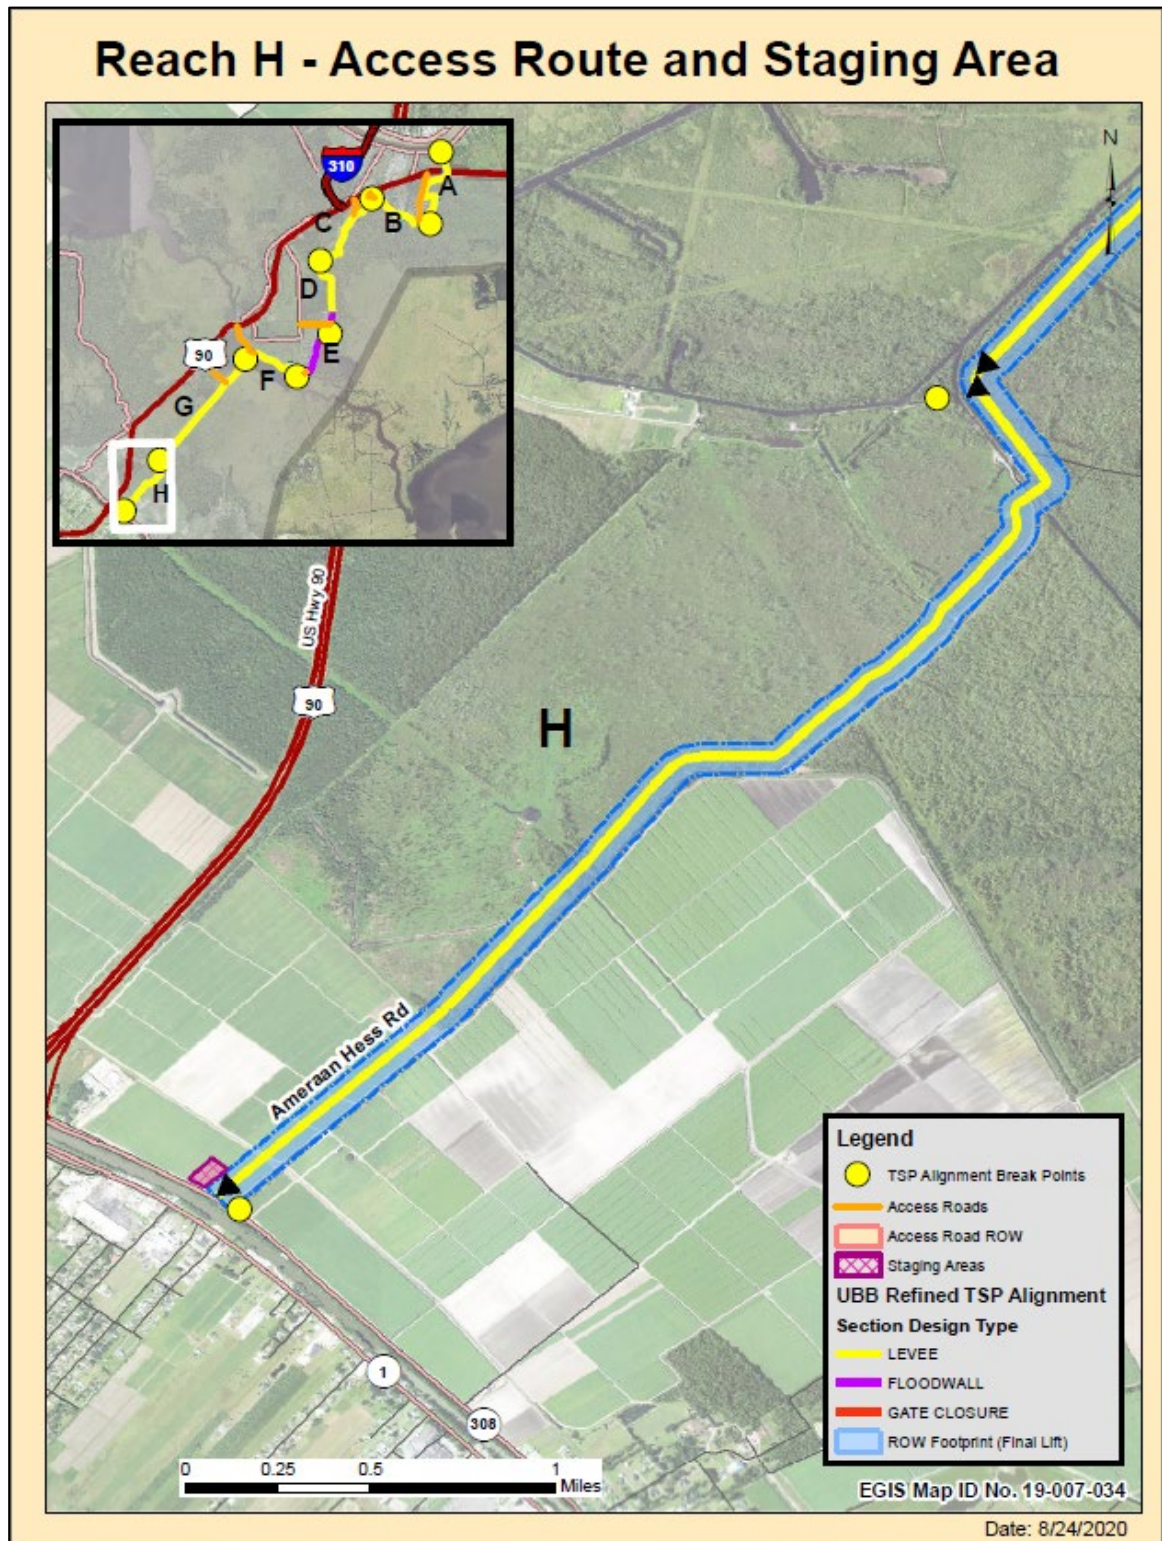 Reach H - Access Route and Staging Area
310
A
B
C
D
E
90
F
G
H
N
US Hwy 90
90
H
Ameraan Hess Rd
1
308
Legend
TSP Alignment Break Points
Access Roads
Access Road ROW
Staging Areas
UBB Refined TSP Alignment
Section Design Type
LEVEE
FLOODWALL
GATE CLOSURE
ROW Footprint (Final Lift)
0 0.25 0.5 1
Miles
EGIS Map ID No. 19-007-034
Date: 8/24/2020